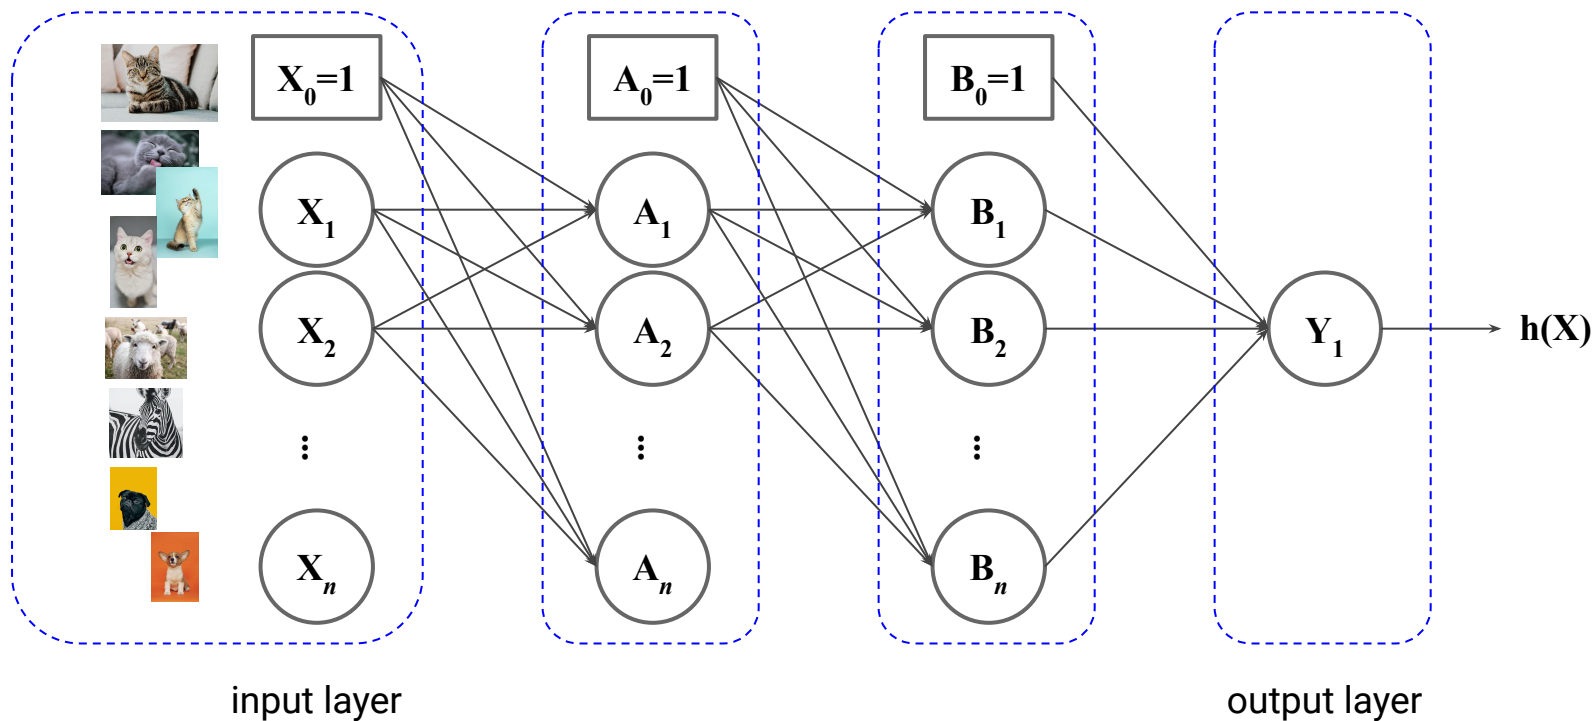 X₀=1 A₀=1 B₀=1
X₁ A₁ B₁
X₂ A₂ B₂ Y₁ h(X)
... ... ...
Xₙ Aₙ Bₙ
input layer output layer